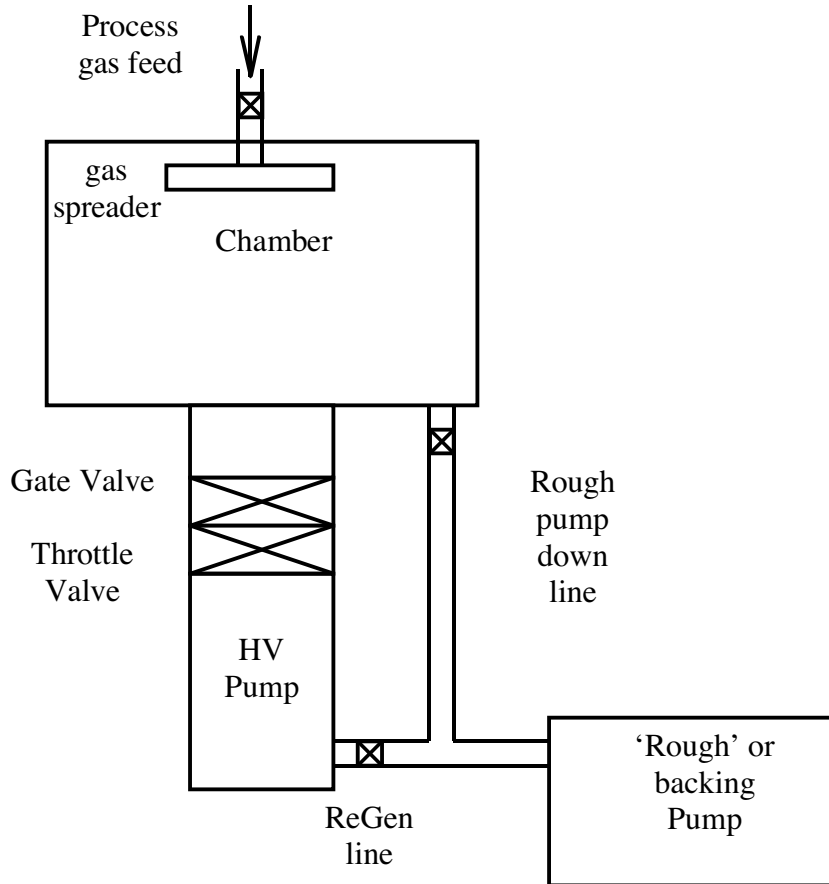 Process
gas feed
gas
spreader
Chamber
Gate Valve
Throttle
Valve
Rough
pump
down
line
HV
Pump
‘Rough’ or
backing
Pump
ReGen
line